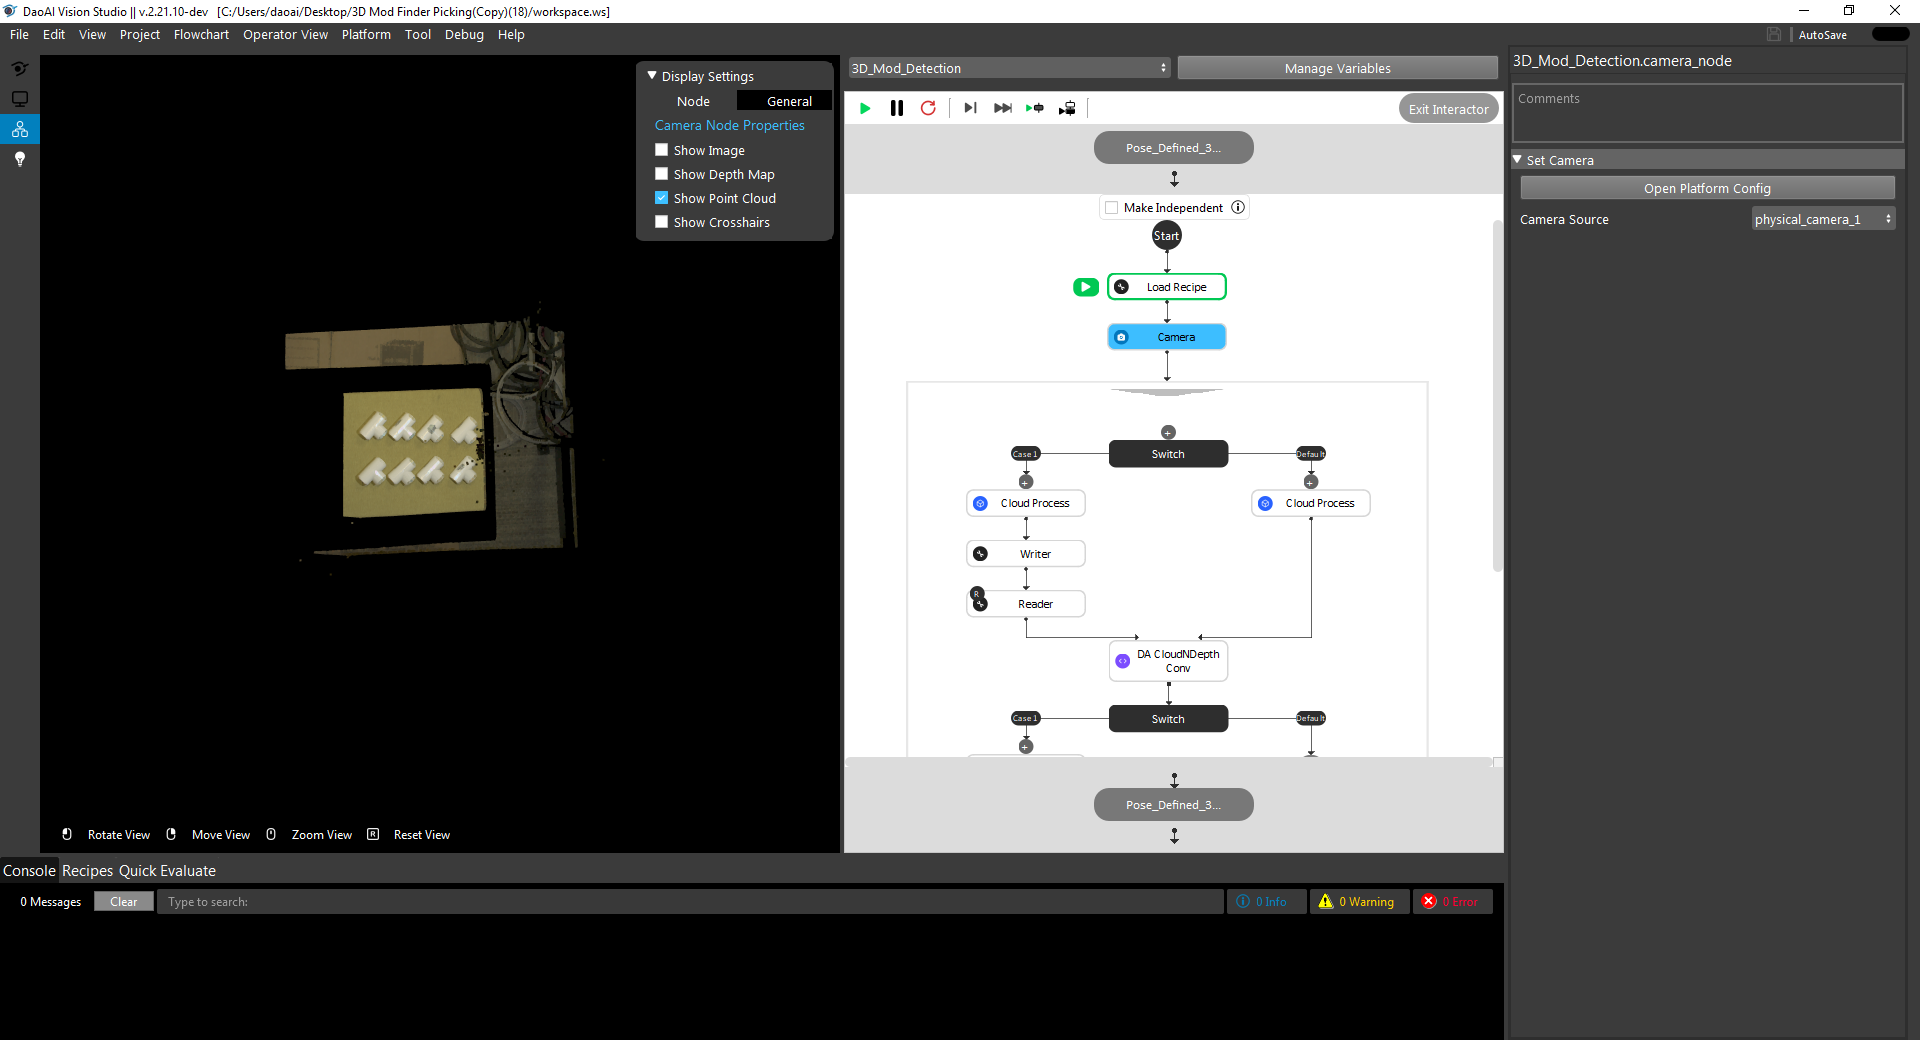 DaoAI Vision Studio || v.2.21.10-dev   [C:/Users/daoai/Desktop/3D Mod Finder Picking(Copy)(18)/workspace.ws]
File Edit View Project Flowchart Operator View Platform Tool Debug Help
AutoSave
Display Settings
Node General
Camera Node Properties
Show Image
Show Depth Map
Show Point Cloud
Show Crosshairs
Rotate View Move View Zoom View R Reset View
3D_Mod_Detection Manage Variables
Exit Interactor
Pose_Defined_3...
Make Independent
Start
Load Recipe
Camera
+
Case 1 Switch Default
+ +
Cloud Process Cloud Process
Writer
R
Reader
DA CloudNDepth
Conv
Case 1 Switch Default
+
Pose_Defined_3...
3D_Mod_Detection.camera_node
Comments
Set Camera
Open Platform Config
Camera Source physical_camera_1
Console Recipes Quick Evaluate
0 Messages Clear Type to search: 0 Info 0 Warning 0 Error